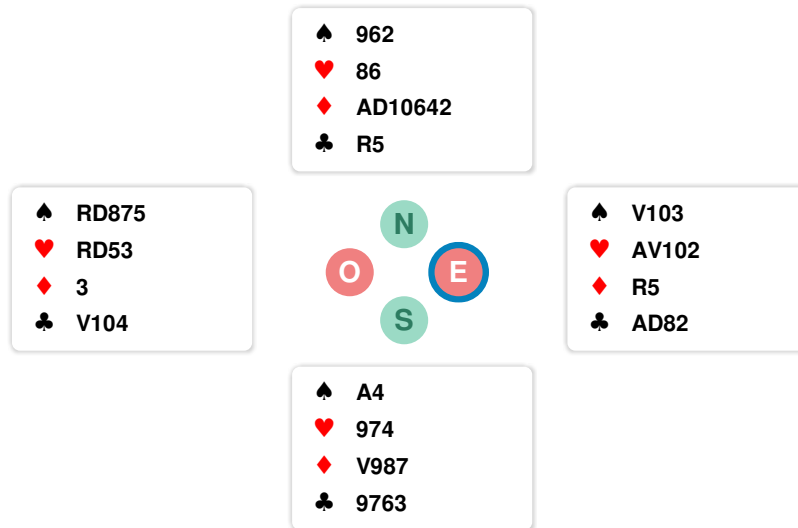 ♠ 962
♥ 86
♦ AD10642
♣ R5
♠ RD875
♥ RD53
♦ 3
♣ V104
N
O
E
S
♠ V103
♥ AV102
♦ R5
♣ AD82
♠ A4
♥ 974
♦ V987
♣ 9763